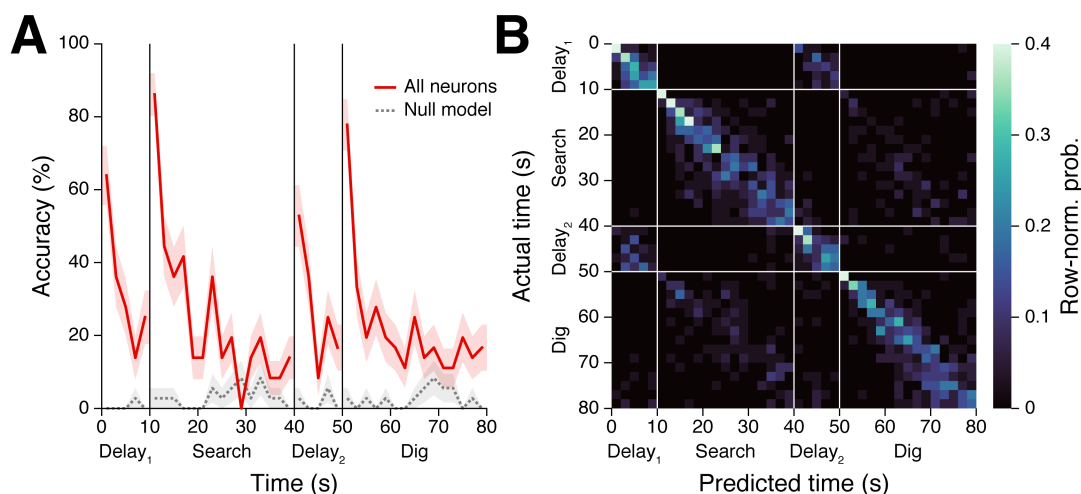 A
100
80
60
40
20
0
Accuracy (%)
All neurons
Null model
0 10 20 30 40 50 60 70 80
Delay₁ Search Delay₂ Dig
Time (s)
B
0
10
20
30
40
50
60
70
80
Delay₁
Search
Delay₂
Dig
Actual time (s)
0 10 20 30 40 50 60 70 80
Delay₁ Search Delay₂ Dig
Predicted time (s)
0.4
0.3
0.2
0.1
0
Row-norm. prob.